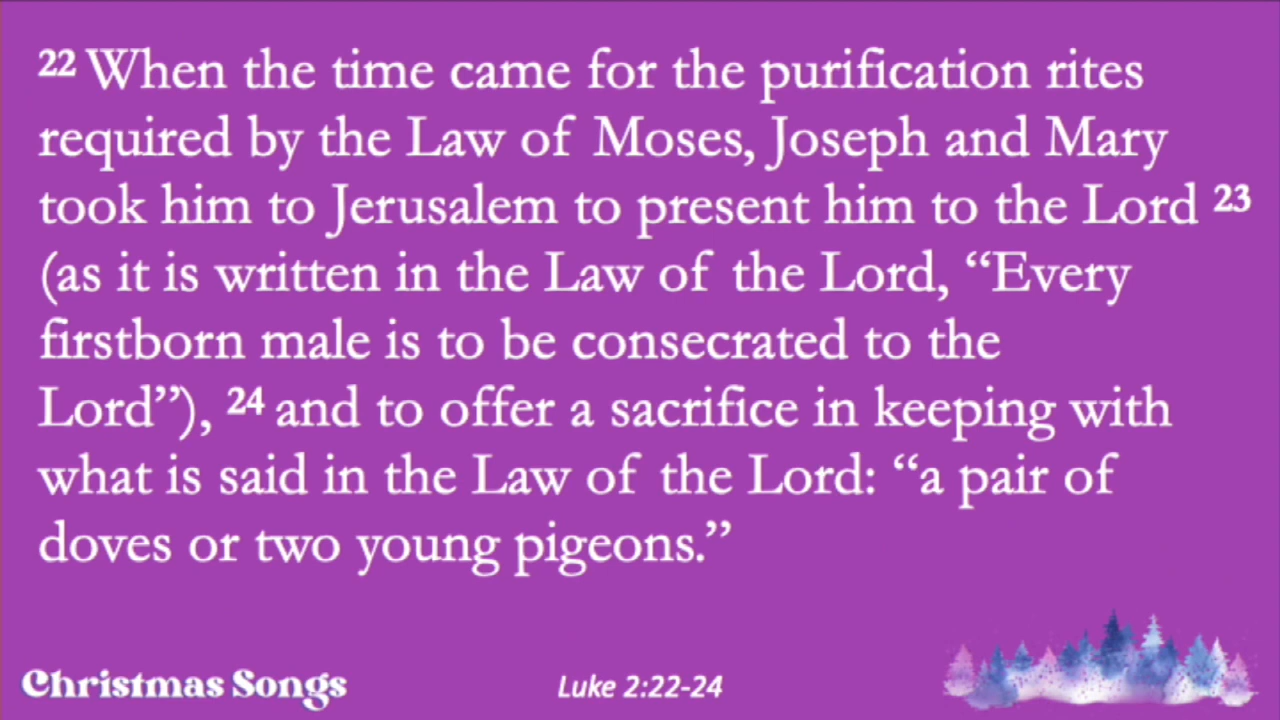 22 When the time came for the purification rites
required by the Law of Moses, Joseph and Mary
took him to Jerusalem to present him to the Lord 23
(as it is written in the Law of the Lord, “Every
firstborn male is to be consecrated to the
Lord”), 24 and to offer a sacrifice in keeping with
what is said in the Law of the Lord: “a pair of
doves or two young pigeons.”
Christmas Songs
Luke 2:22-24